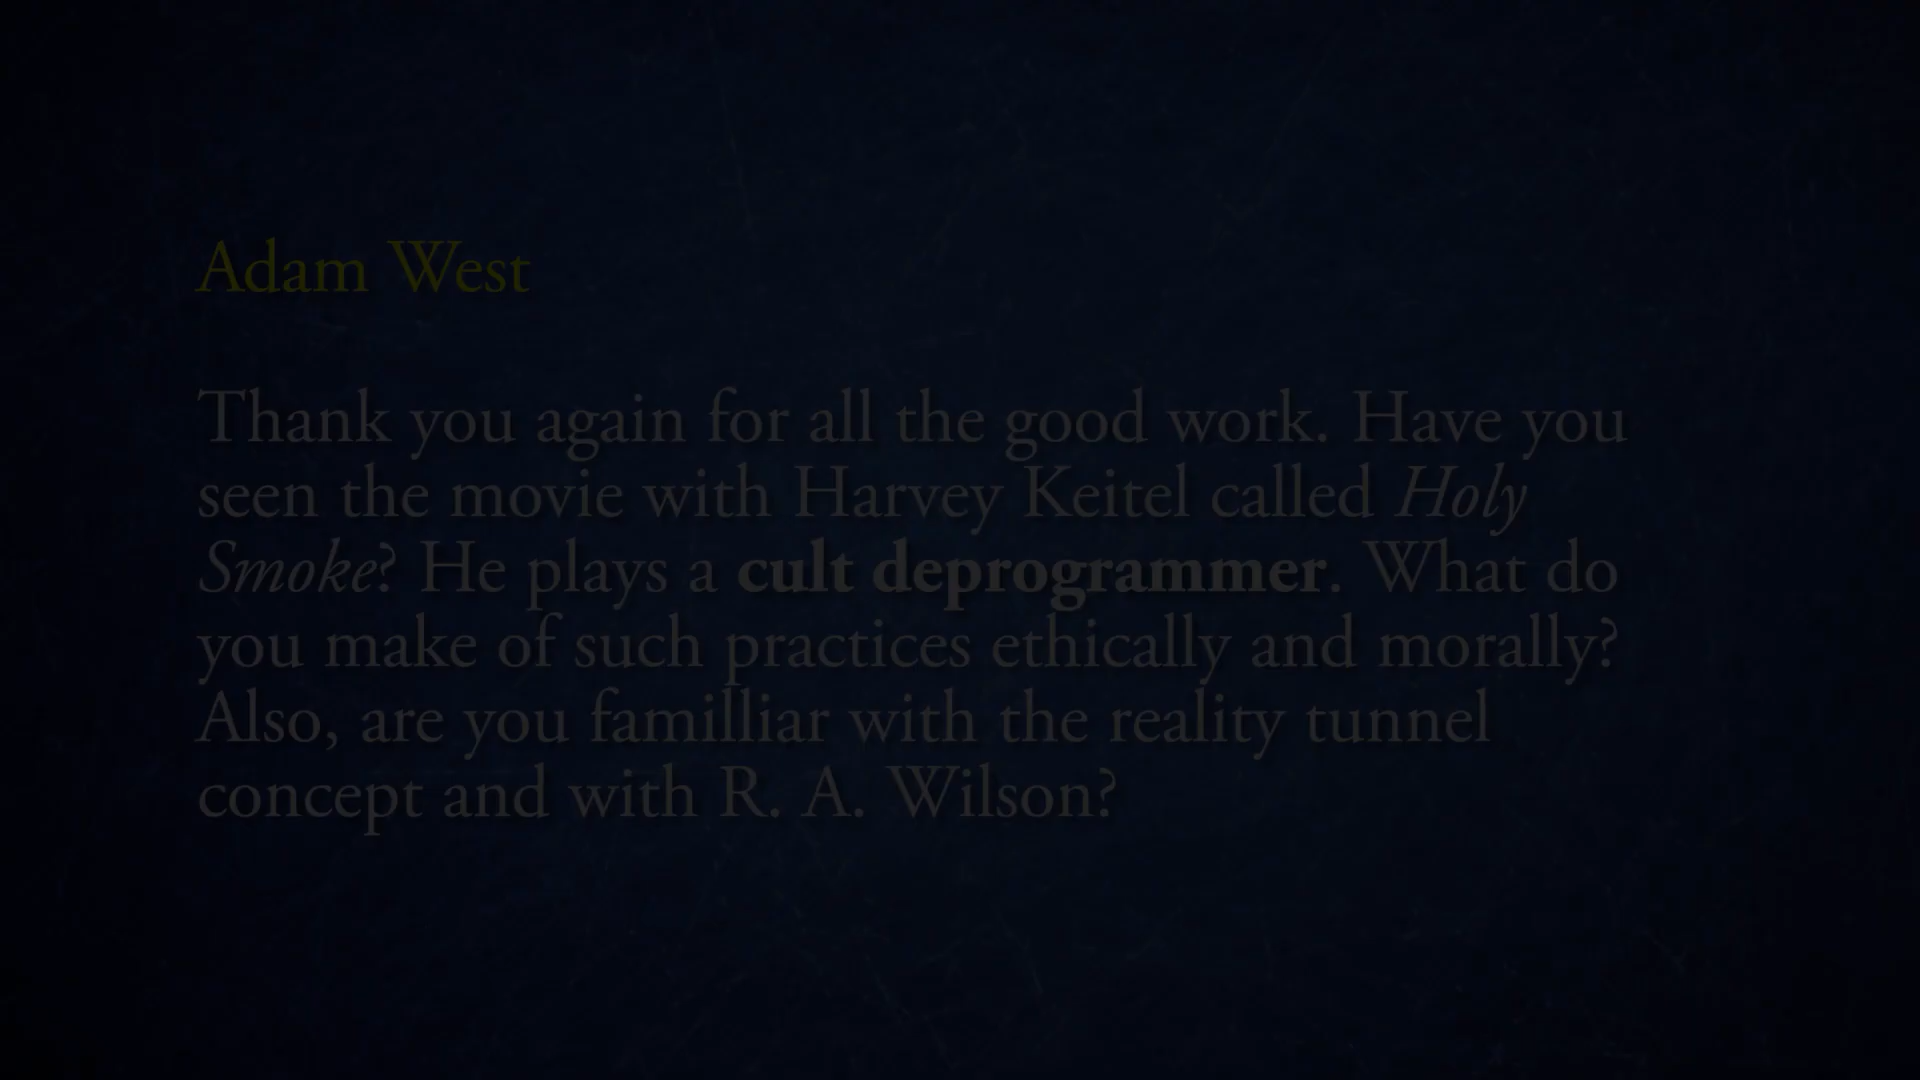 Adam West
Thank you again for all the good work. Have you
seen the movie with Harvey Keitel called Holy
Smoke? He plays a cult deprogrammer. What do
you make of such practices ethically and morally?
Also, are you familliar with the reality tunnel
concept and with R. A. Wilson?